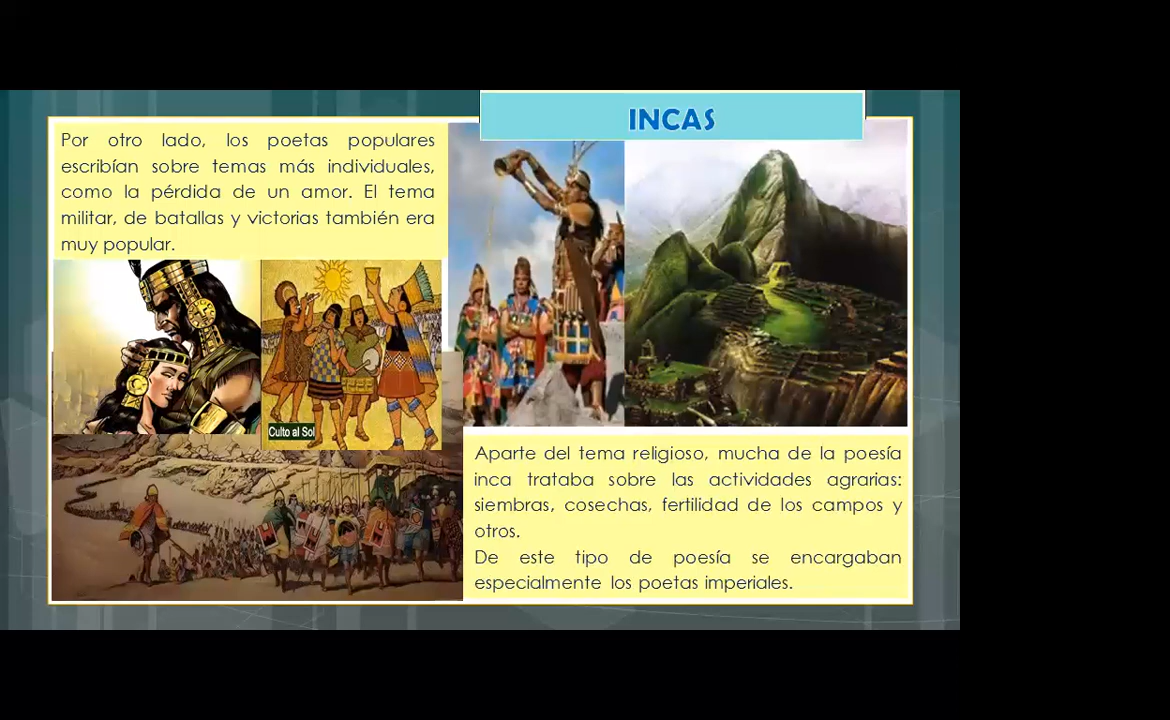 INCAS
Por otro lado, los poetas populares
escribían sobre temas más individuales,
como la pérdida de un amor. El tema
militar, de batallas y victorias también era
muy popular.
Culto al Sol
Aparte del tema religioso, mucha de la poesía
inca trataba sobre las actividades agrarias:
siembras, cosechas, fertilidad de los campos y
otros.
De este tipo de poesía se encargaban
especialmente los poetas imperiales.